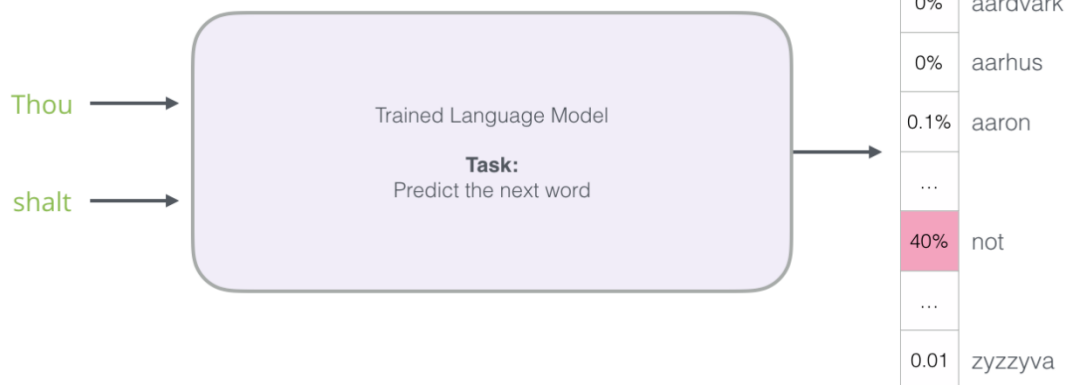 0% aardvark
0% aarhus
Thou
Trained Language Model
0.1% aaron
Task:
Predict the next word
...
shalt
40% not
...
0.01 zyzzyva